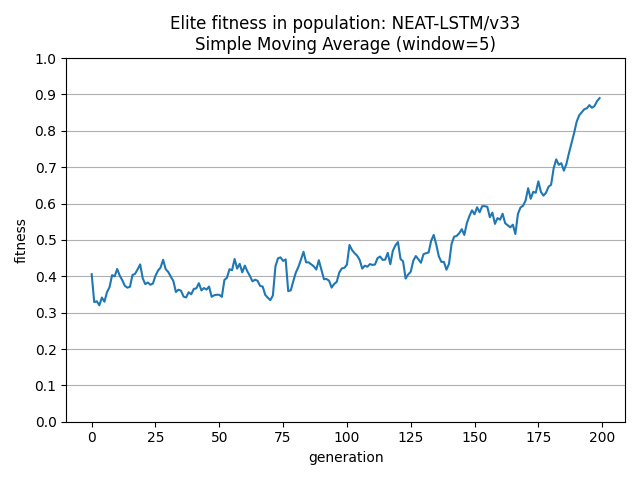 Elite fitness in population: NEAT-LSTM/v33
Simple Moving Average (window=5)
1.0
0.9
0.8
0.7
0.6
0.5
0.4
0.3
0.2
0.1
0.0
fitness
0 25 50 75 100 125 150 175 200
generation